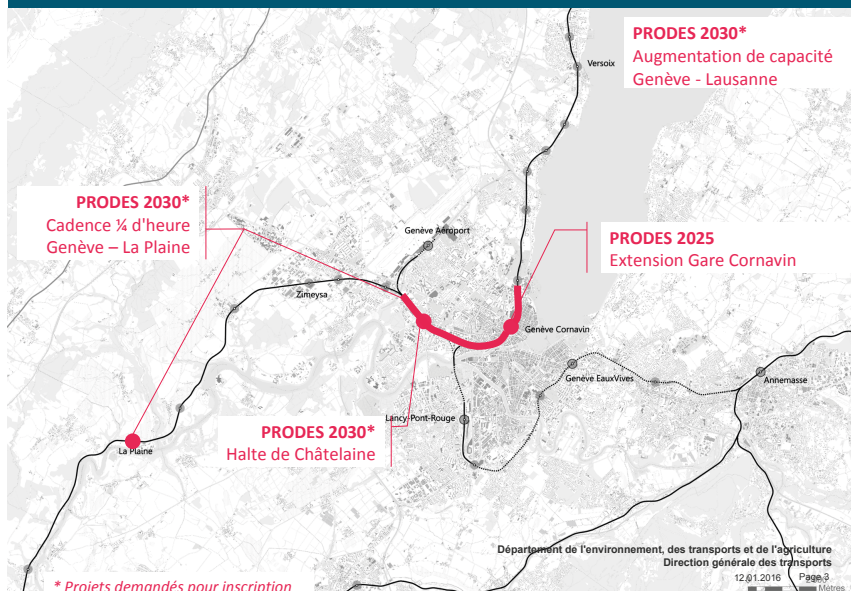 PRODES 2030*
Augmentation de capacité
Genève - Lausanne
Versoix
PRODES 2030*
Cadence ¼ d'heure
Genève – La Plaine
Genève Aéroport
PRODES 2025
Extension Gare Cornavin
Zimeysa
Genève Cornavin
Genève EauxVives
Annemasse
Lancy-Pont-Rouge
PRODES 2030*
Halte de Châtelaine
La Plaine
Département de l'environnement, des transports et de l'agriculture
Direction générale des transports
12.01.2016 Page 3
Mètres
* Projets demandés pour inscription